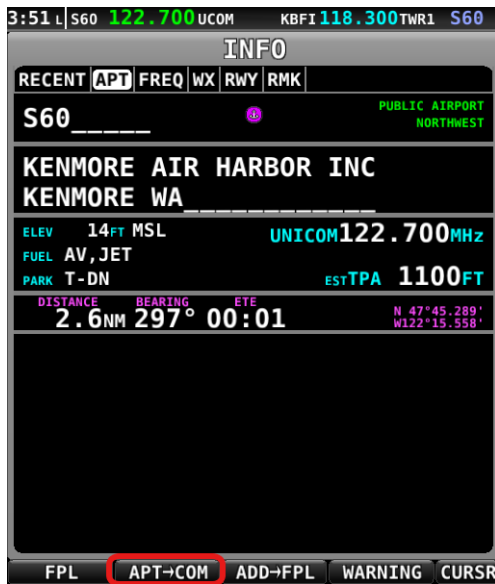 3:51 L S60 122.700 UCOM KBFI 118.300 TWR1 S60
INFO
RECENT APT FREQ WX RWY RMK
S60_____ PUBLIC AIRPORT
NORTHWEST
KENMORE AIR HARBOR INC
KENMORE WA____________
ELEV 14FT MSL UNICOM 122.700MHz
FUEL AV,JET
PARK T-DN EST TPA 1100FT
DISTANCE BEARING ETE
2.6NM 297° 00:01 N 47°45.289'
W122°15.558'
FPL APT→COM ADD→FPL WARNING CURSR